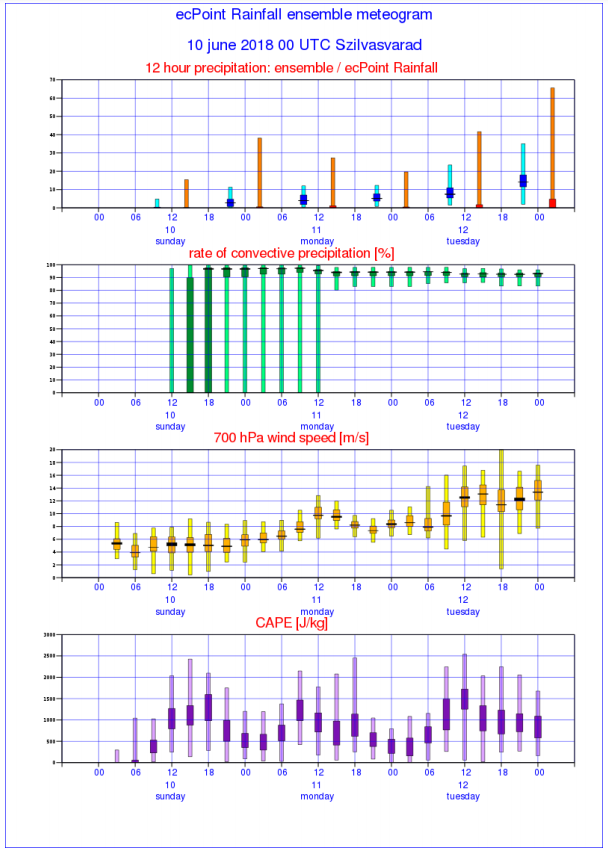 ecPoint Rainfall ensemble meteogram
10 june 2018 00 UTC Szilvasvarad
12 hour precipitation: ensemble / ecPoint Rainfall
70
60
50
40
30
20
10
0
00 06 12 18 00 06 12 18 00 06 12 18 00
10 11 12
sunday monday tuesday
rate of convective precipitation [%]
100
90
80
70
60
50
40
30
20
10
0
00 06 12 18 00 06 12 18 00 06 12 18 00
10 11 12
sunday monday tuesday
700 hPa wind speed [m/s]
20
18
16
14
12
10
8
6
4
2
0
00 06 12 18 00 06 12 18 00 06 12 18 00
10 11 12
sunday monday tuesday
CAPE [J/kg]
3000
2500
2000
1500
1000
500
0
00 06 12 18 00 06 12 18 00 06 12 18 00
10 11 12
sunday monday tuesday